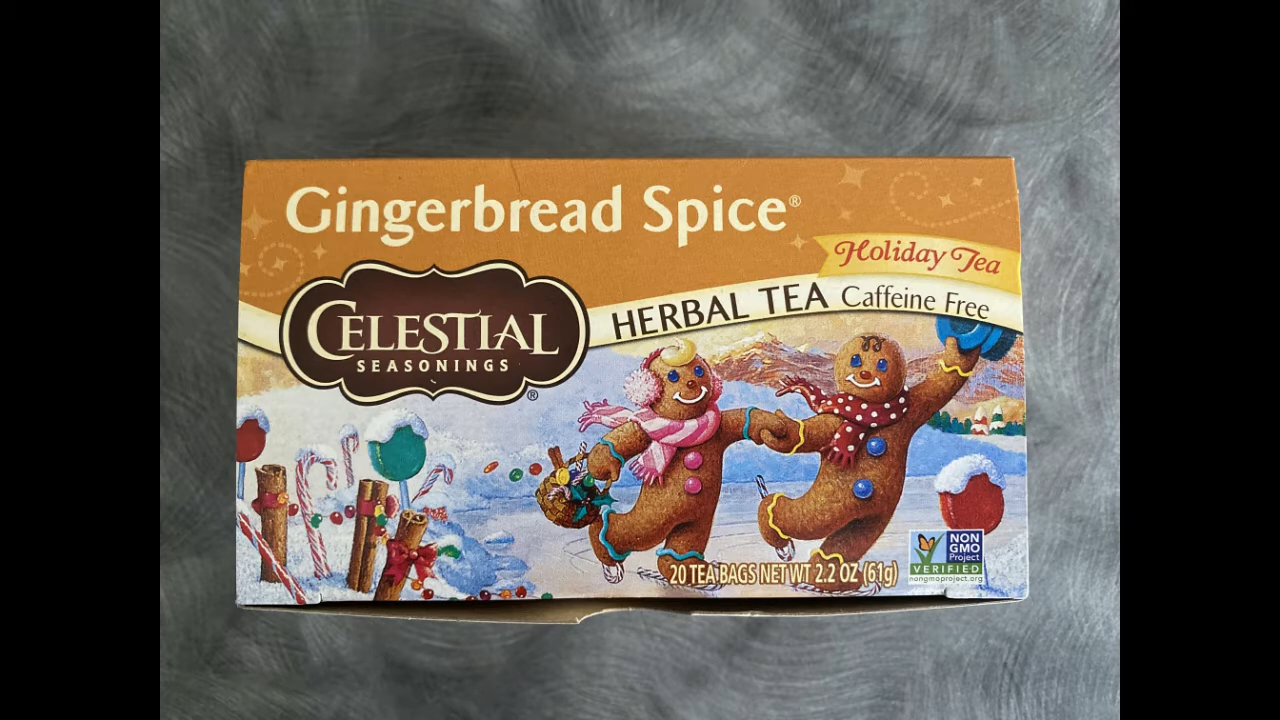 Gingerbread Spice®
Holiday Tea
HERBAL TEA Caffeine Free
CELESTIAL
SEASONINGS®
20 TEA BAGS NET WT 2.2 OZ (61g)
NON
GMO
Project
VERIFIED
nongmoproject.org